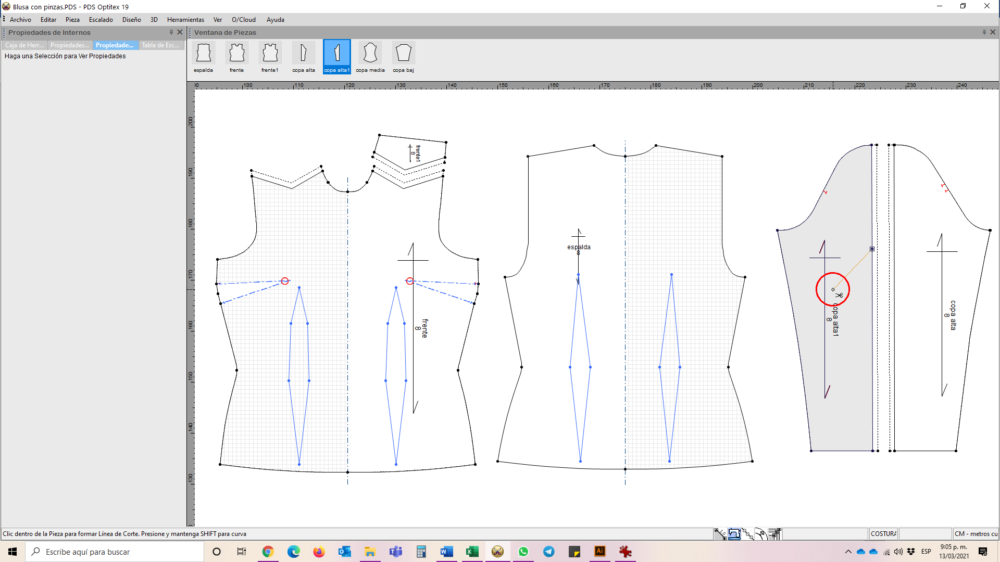 Blusa con pinzas.PDS - PDS Optitex 19
Archivo Editar Pieza Escalado Diseño 3D Herramientas Ver O/Cloud Ayuda
Propiedades de Internos
Caja de Herr... Propiedades... Propiedade... Tabla de Esc...
Haga una Selección para Ver Propiedades
Ventana de Piezas
espalda frente frente1 copa alta copa alta1 copa media copa baj
100 110 120 130 140 150 160 170 180 190 200 210 220 230 240
200
190
180
170
160
150
140
130
frente1
8
frente
8
espalda
8
copa alta1
8
copa alta
8
Clic dentro de la Pieza para formar Línea de Corte. Presione y mantenga SHIFT para curva
COSTURA
CM - metros cu
Escribe aquí para buscar
ESP
9:05 p. m.
13/03/2021